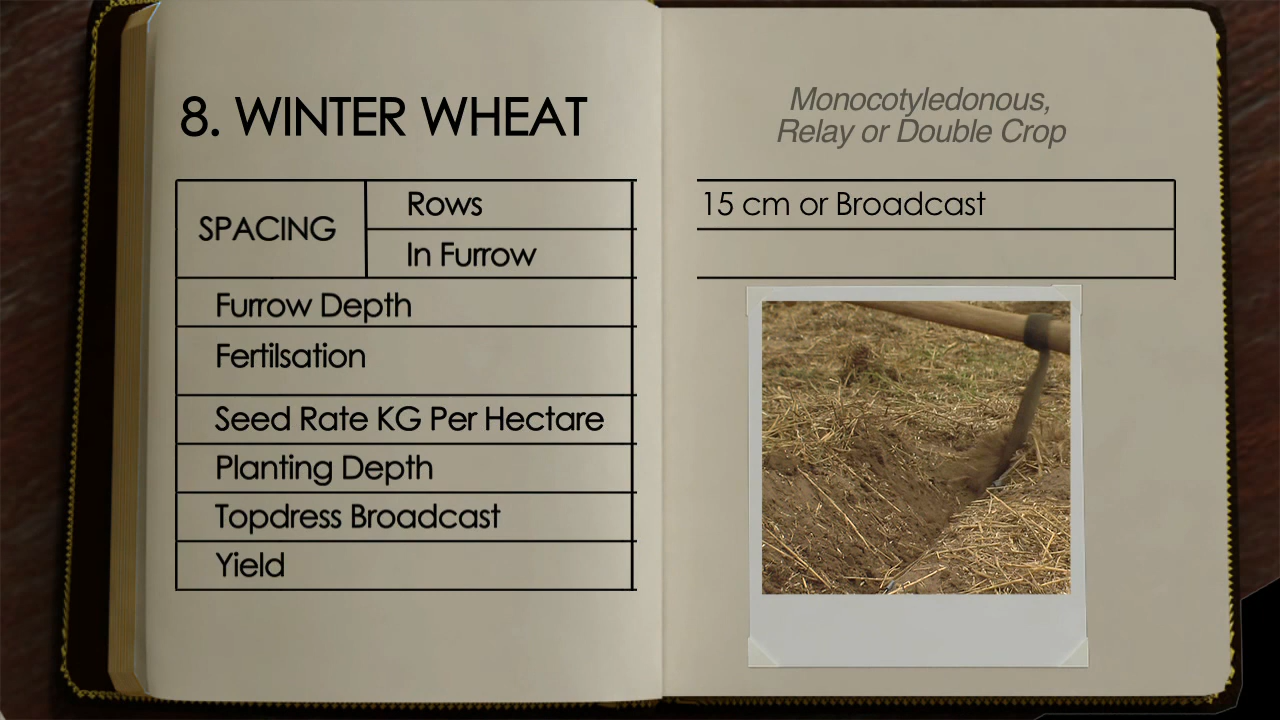 8. WINTER WHEAT
Monocotyledonous,
Relay or Double Crop
SPACING
Rows
15 cm or Broadcast
In Furrow
Furrow Depth
Fertilsation
Seed Rate KG Per Hectare
Planting Depth
Topdress Broadcast
Yield